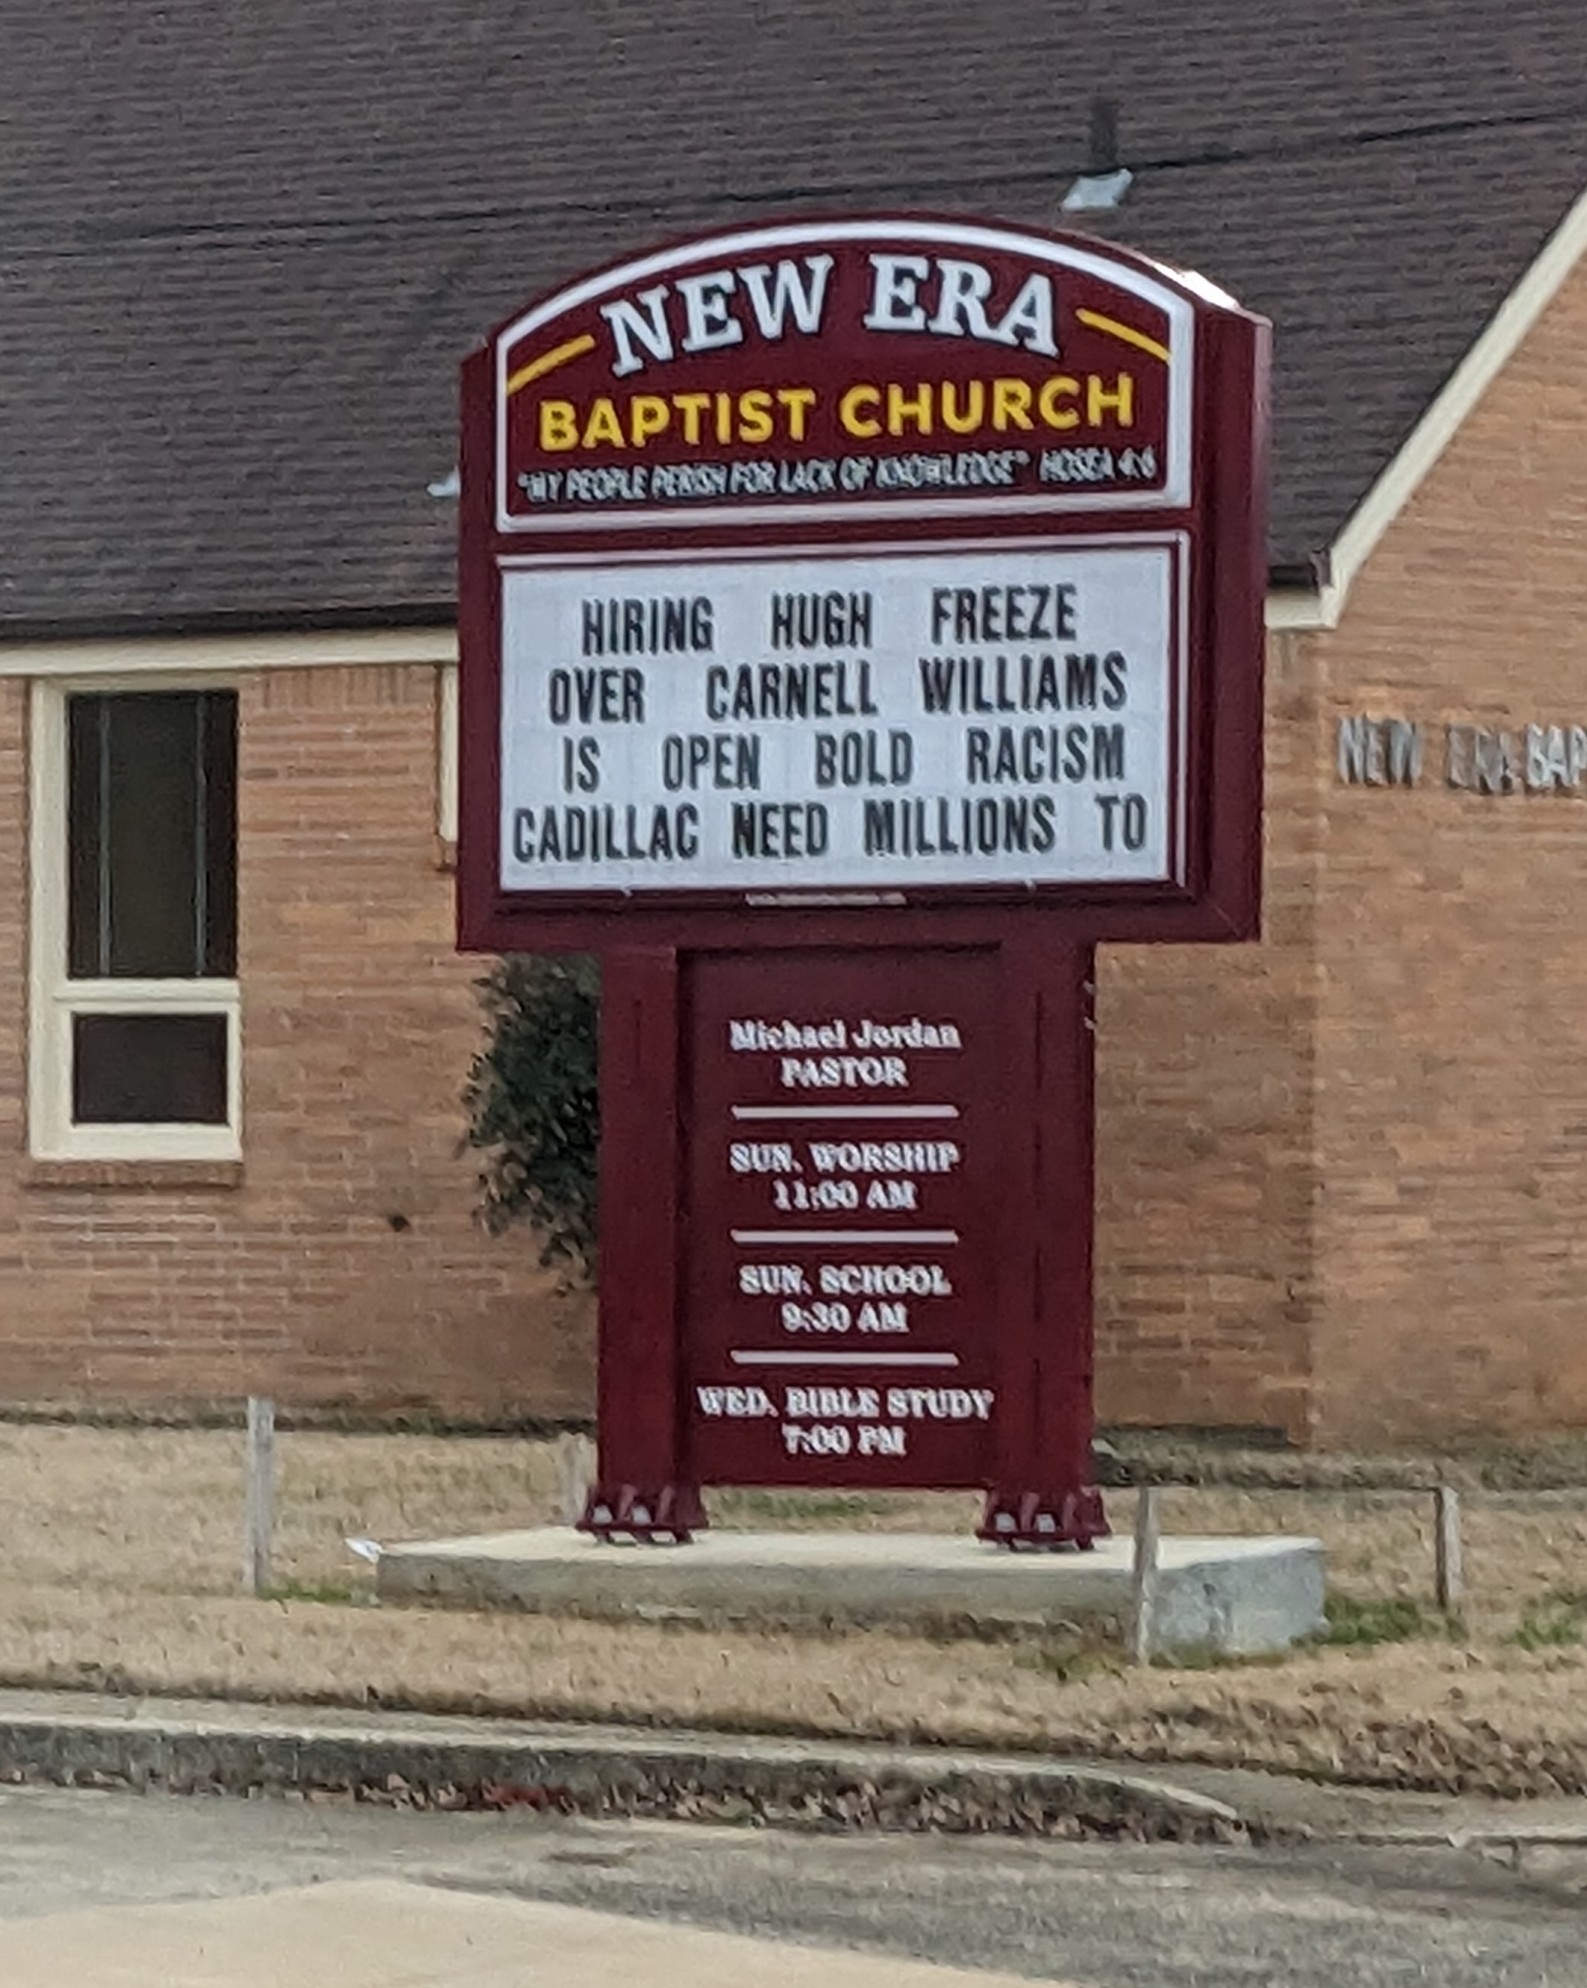 NEW ERA
BAPTIST CHURCH
"MY PEOPLE PERISH FOR LACK OF KNOWLEDGE" HOSEA 4:6
HIRING HUGH FREEZE
OVER CARNELL WILLIAMS
IS OPEN BOLD RACISM
CADILLAC NEED MILLIONS TO
NEW ERA BAP
Michael Jordan
PASTOR
SUN. WORSHIP
11:00 AM
SUN. SCHOOL
9:30 AM
WED. BIBLE STUDY
7:00 PM